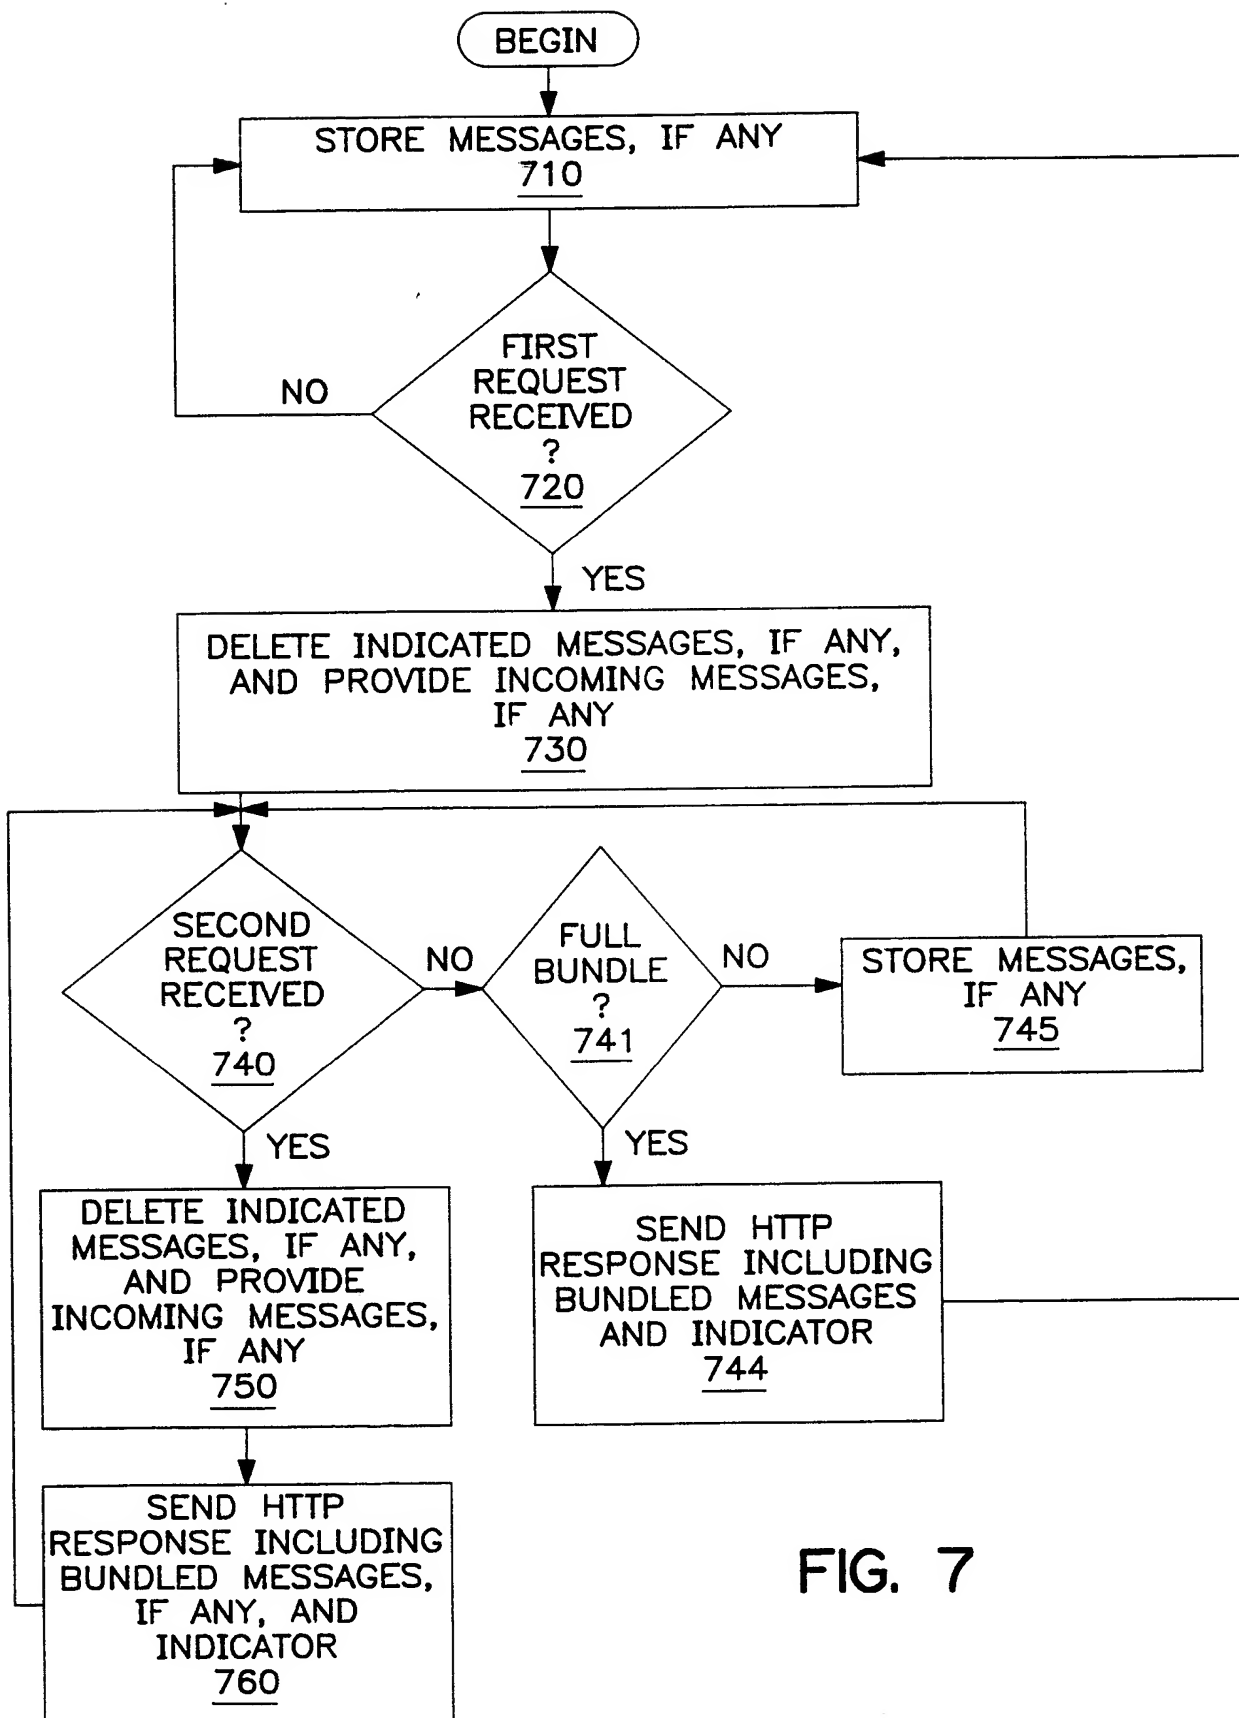 BEGIN
STORE MESSAGES, IF ANY
710
FIRST
REQUEST
RECEIVED
?
720
NO
YES
DELETE INDICATED MESSAGES, IF ANY,
AND PROVIDE INCOMING MESSAGES,
IF ANY
730
SECOND
REQUEST
RECEIVED
?
740
NO
FULL
BUNDLE
?
741
NO
STORE MESSAGES,
IF ANY
745
YES
YES
DELETE INDICATED
MESSAGES, IF ANY,
AND PROVIDE
INCOMING MESSAGES,
IF ANY
750
SEND HTTP
RESPONSE INCLUDING
BUNDLED MESSAGES
AND INDICATOR
744
SEND HTTP
RESPONSE INCLUDING
BUNDLED MESSAGES,
IF ANY, AND
INDICATOR
760
FIG. 7